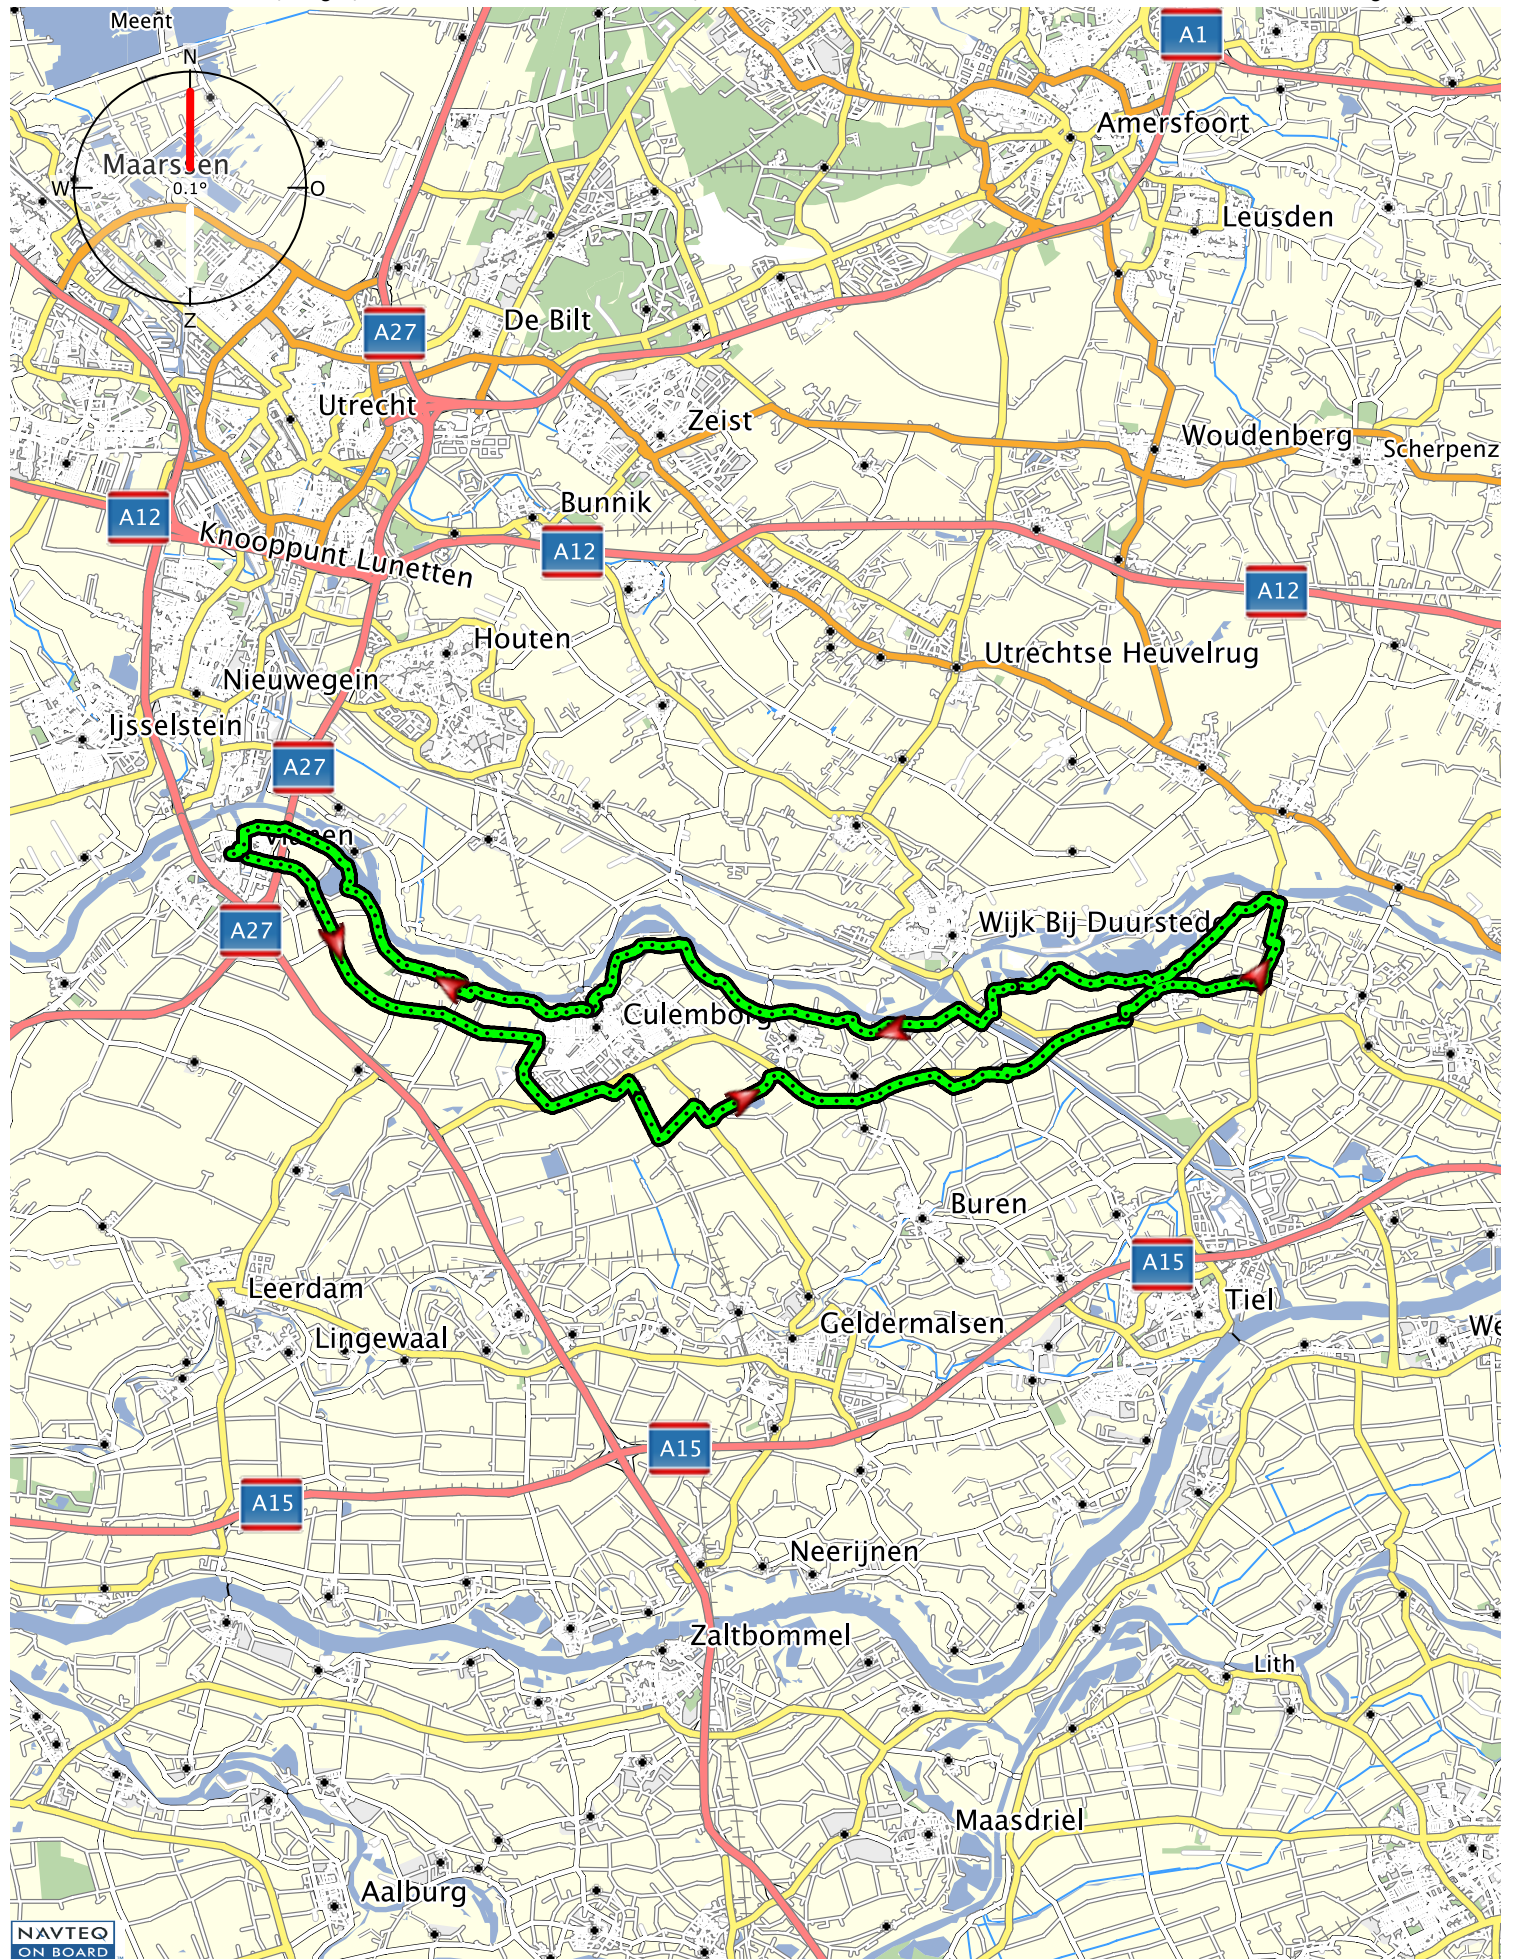 Meent
A1
N
Amersfoort
Maarssen
W
0.1°
O
Leusden
Z
De Bilt
A27
Utrecht
Zeist
Woudenberg
Scherpenz
Bunnik
A12
Knooppunt Lunetten
A12
A12
Houten
Utrechtse Heuvelrug
Nieuwegein
Ijsselstein
A27
Wijk Bij Duurstede
A27
Culemborg
Buren
A15
Leerdam
Tiel
Geldermalsen
We
Lingewaal
A15
A15
Neerijnen
Zaltbommel
Lith
Maasdriel
Aalburg
NAVTEQ
ON BOARD